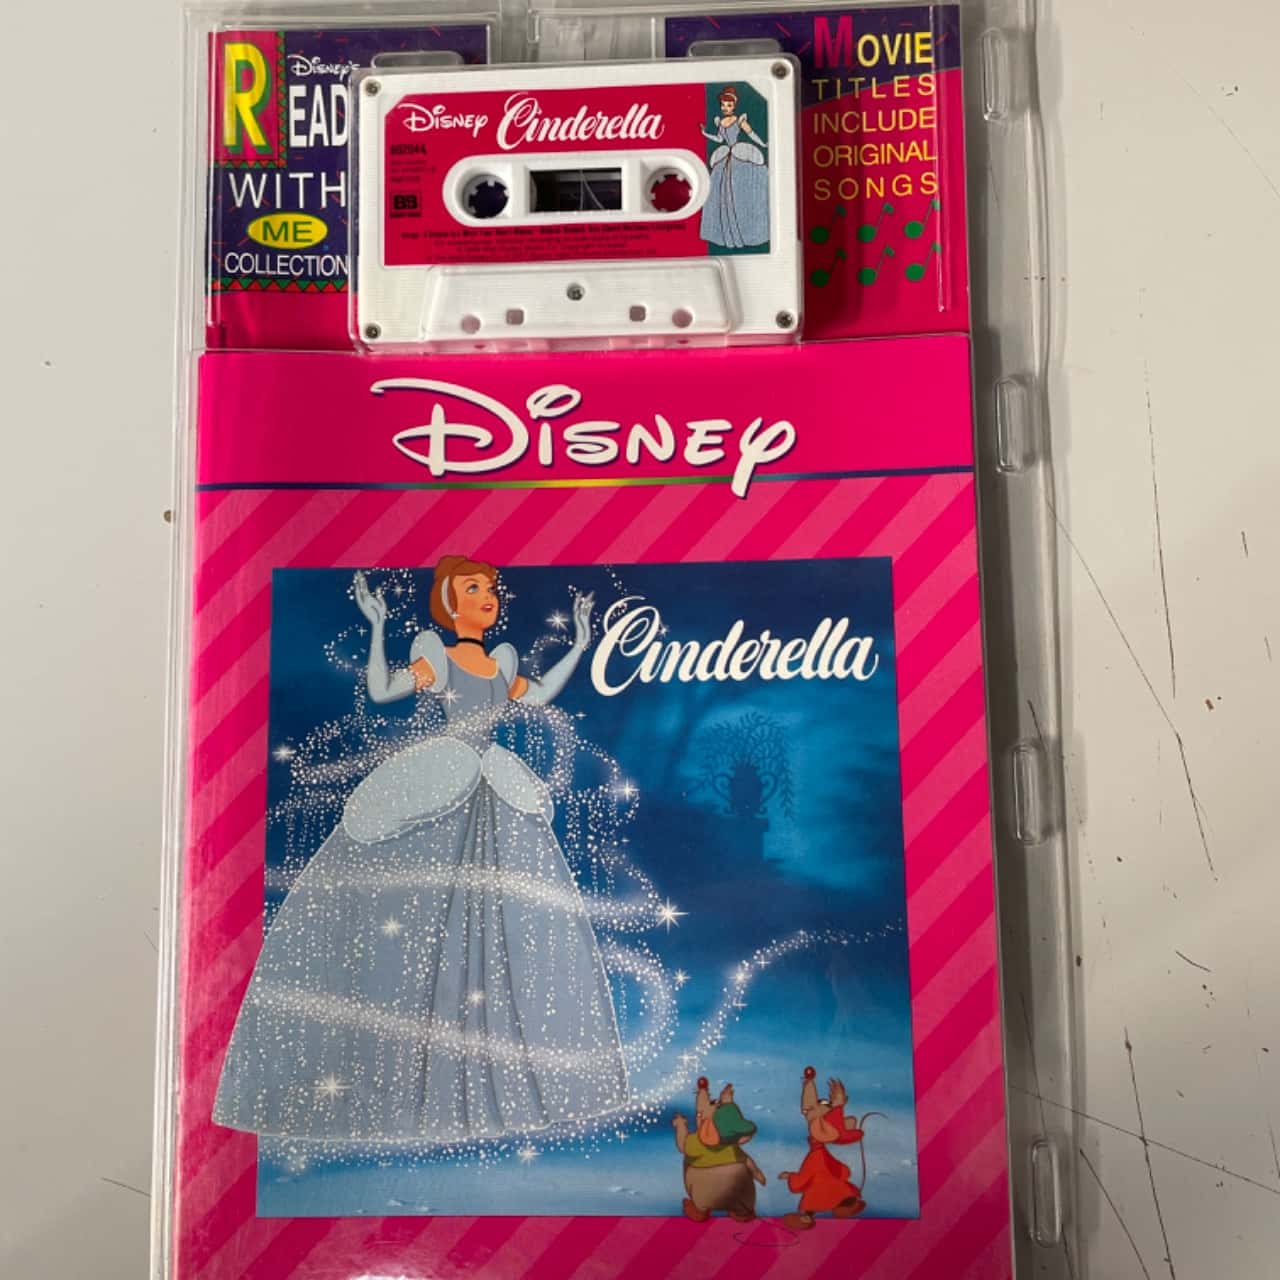 DISNEY'S
READ
WITH
ME
COLLECTION
DISNEY Cinderella
MOVIE
TITLES
INCLUDE
ORIGINAL
SONGS
DISNEY
Cinderella